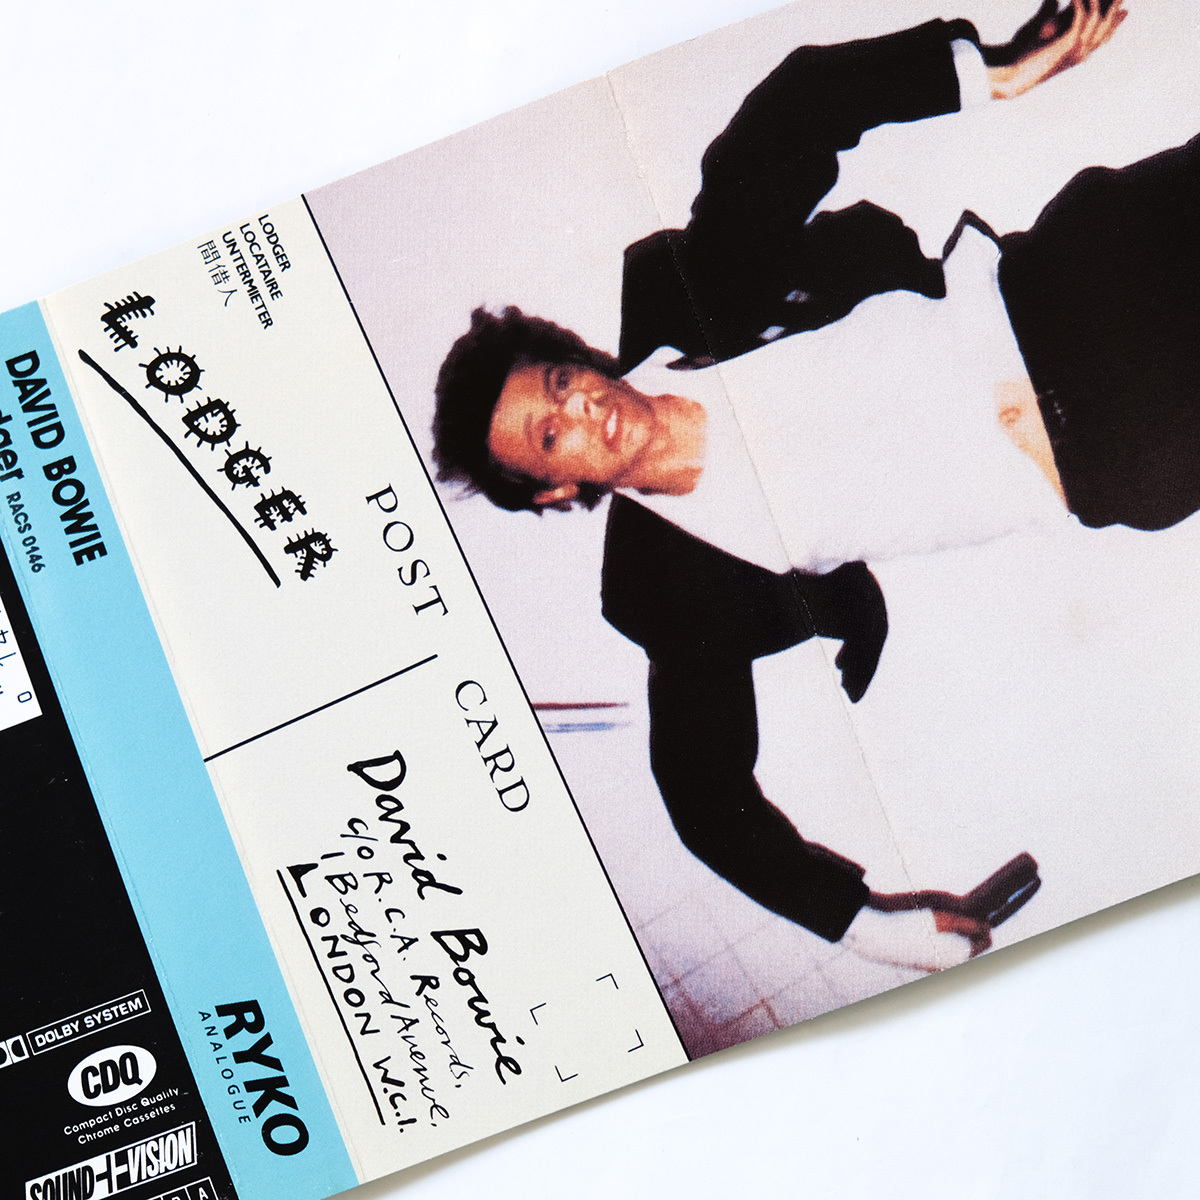 LODGER
LOCATAIRE
UNTERMIETER
間借人
LODGER
POST CARD
David Bowie
c/o R.C.A. Records,
1 Bedford Avenue,
LONDON W.C.1.
DAVID BOWIE
RACS 0146
RYKO
ANALOGUE
DOLBY SYSTEM
CDQ
Compact Disc Quality
Chrome Cassettes
SOUND+VISION